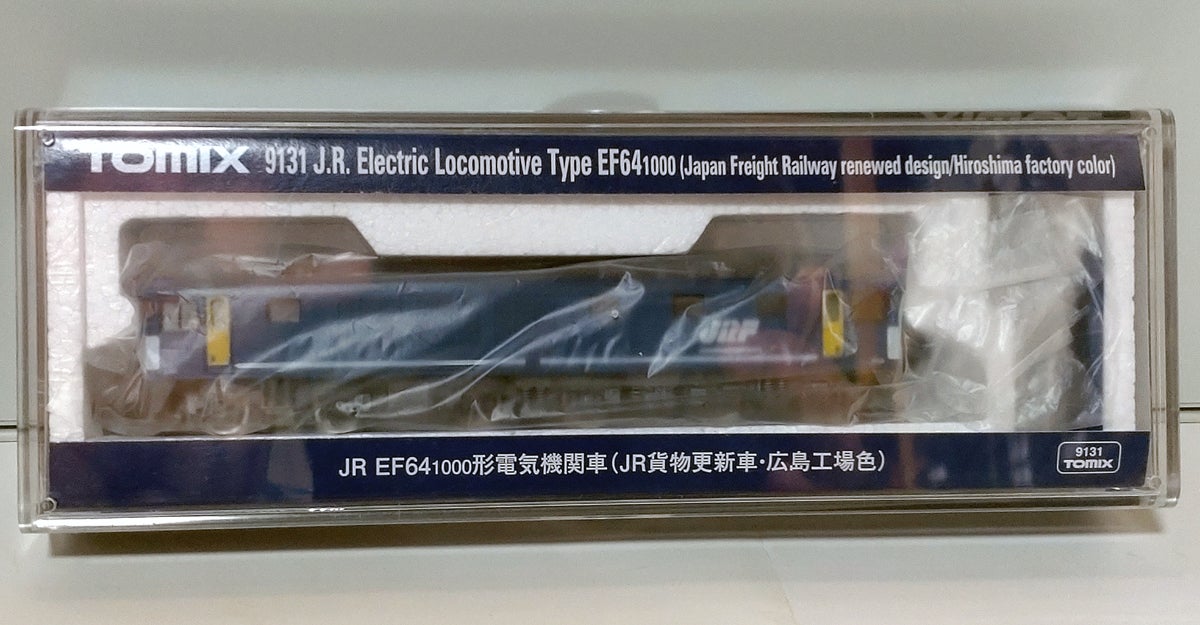 TOMIX 9131 J.R. Electric Locomotive Type EF641000 (Japan Freight Railway renewed design/Hiroshima factory color)
JRF
JR EF641000形電気機関車(JR貨物更新車・広島工場色)
9131
TOMIX